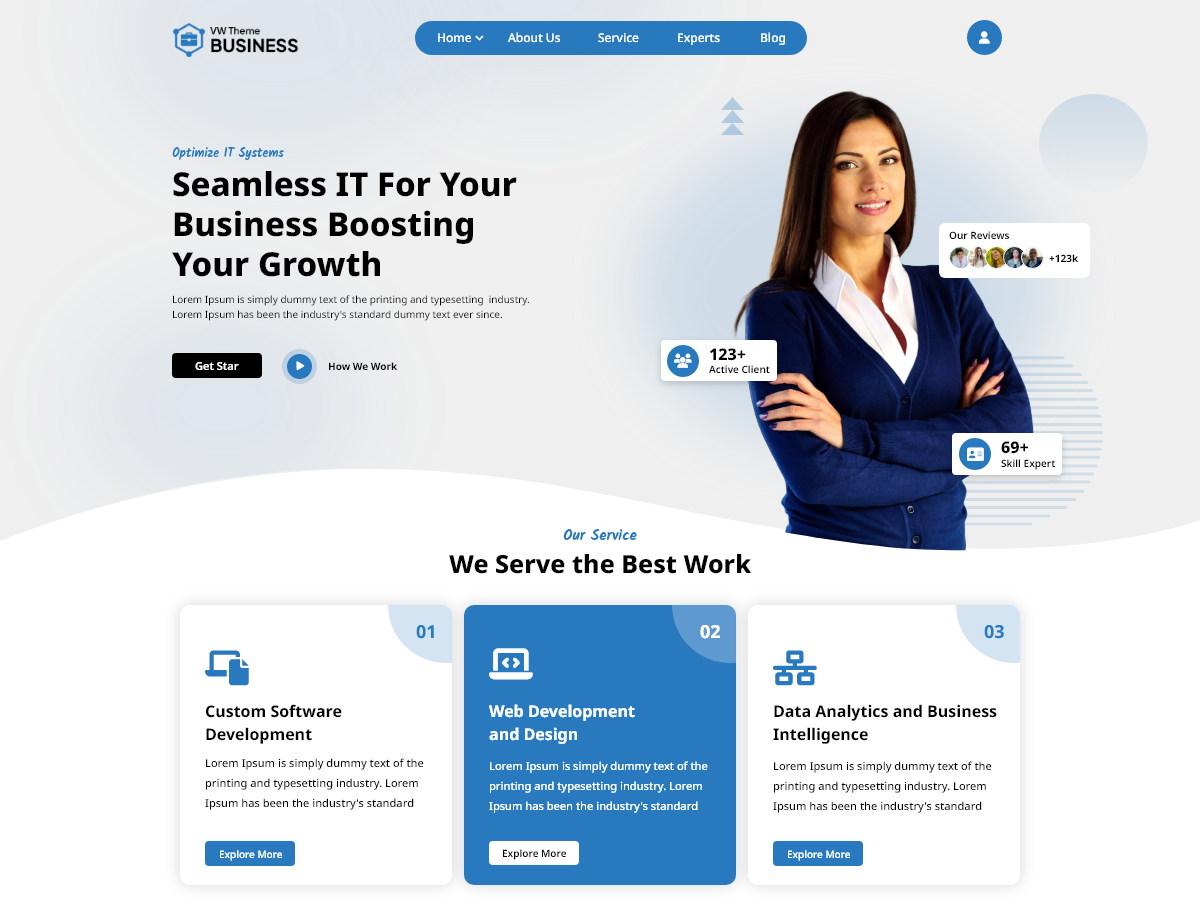 VW Theme
BUSINESS
Home
About Us
Service
Experts
Blog
Optimize IT Systems
Seamless IT For Your
Business Boosting
Your Growth
Lorem Ipsum is simply dummy text of the printing and typesetting industry.
Lorem Ipsum has been the industry's standard dummy text ever since.
Get Star
How We Work
Our Reviews
+123k
123+
Active Client
69+
Skill Expert
Our Service
We Serve the Best Work
01
Custom Software
Development
Lorem Ipsum is simply dummy text of the
printing and typesetting industry. Lorem
Ipsum has been the industry's standard
Explore More
02
Web Development
and Design
Lorem Ipsum is simply dummy text of the
printing and typesetting industry. Lorem
Ipsum has been the industry's standard
Explore More
03
Data Analytics and Business
Intelligence
Lorem Ipsum is simply dummy text of the
printing and typesetting industry. Lorem
Ipsum has been the industry's standard
Explore More